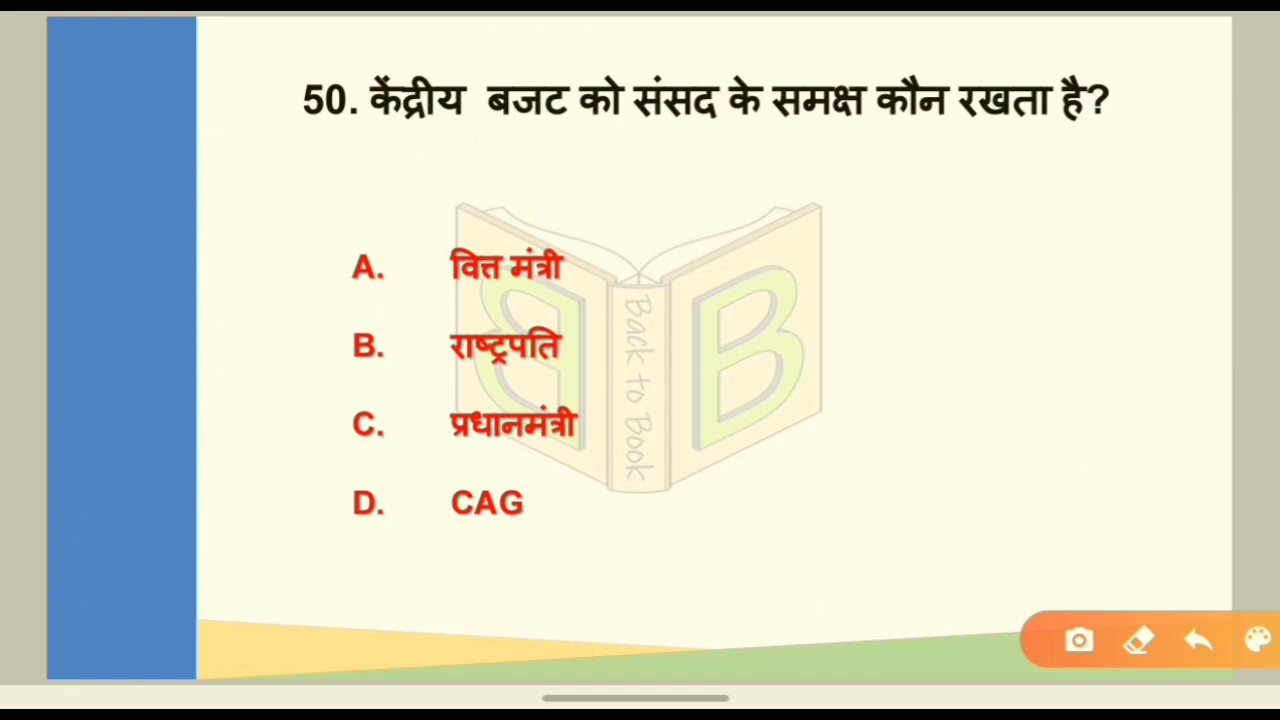 50. केंद्रीय बजट को संसद के समक्ष कौन रखता है?
A. वित्त मंत्री
B. राष्ट्रपति
C. प्रधानमंत्री
D. CAG
B B
Back to Book